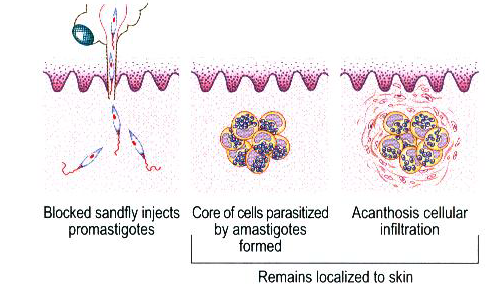 Blocked sandfly injects
promastigotes
Core of cells parasitized
by amastigotes
formed
Acanthosis cellular
infiltration
Remains localized to skin